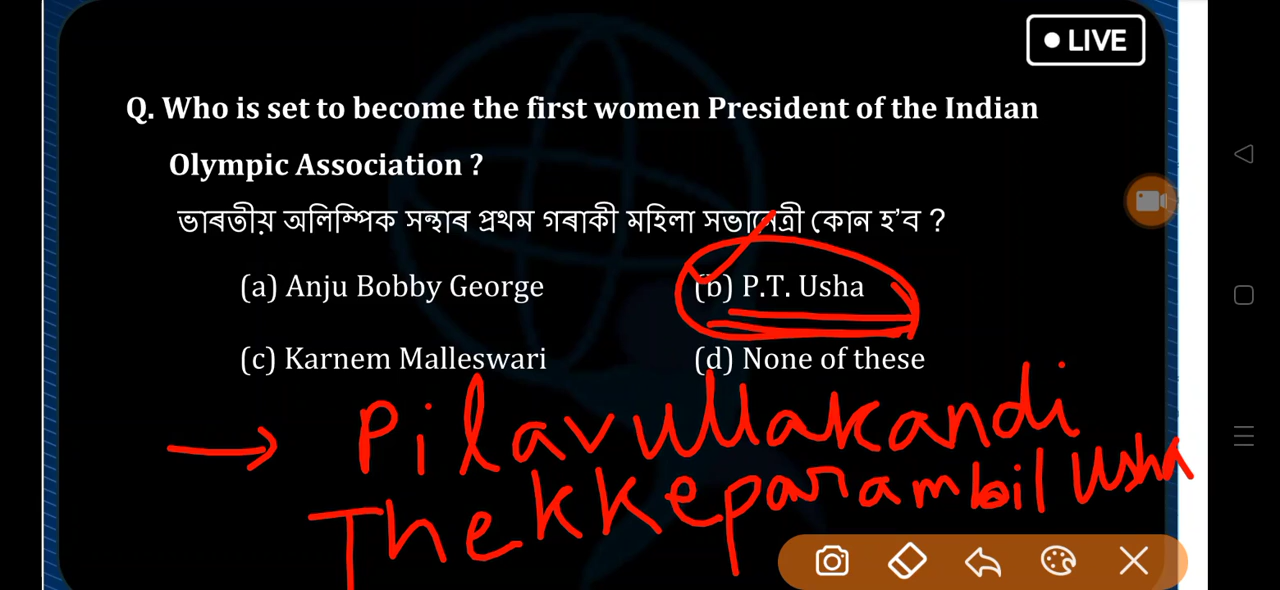 LIVE
Q. Who is set to become the first women President of the Indian
Olympic Association ?
ভাৰতীয় অলিম্পিক সন্থাৰ প্ৰথম গৰাকী মহিলা সভানেত্ৰী কোন হ'ব ?
(a) Anju Bobby George (b) P.T. Usha
(c) Karnem Malleswari (d) None of these
Pilavullakandi
Thekkeparambil Usha